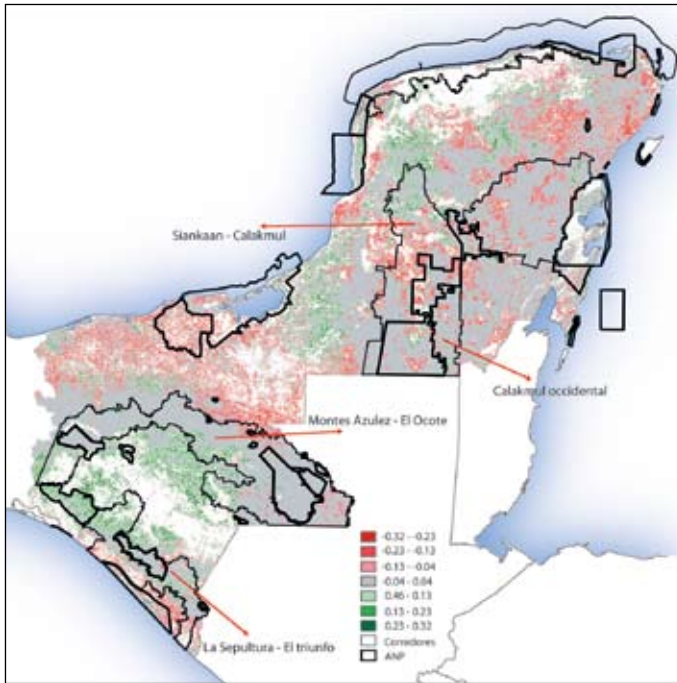 Siankaan - Calakmul
Calakmul occidental
Montes Azulez - El Ocote
-0.32 - -0.23
-0.23 - -0.13
-0.13 - -0.04
-0.04 - 0.04
0.46 - 0.13
0.13 - 0.23
0.23 - 0.32
Corredores
ANP
La Sepultura - El triunfo